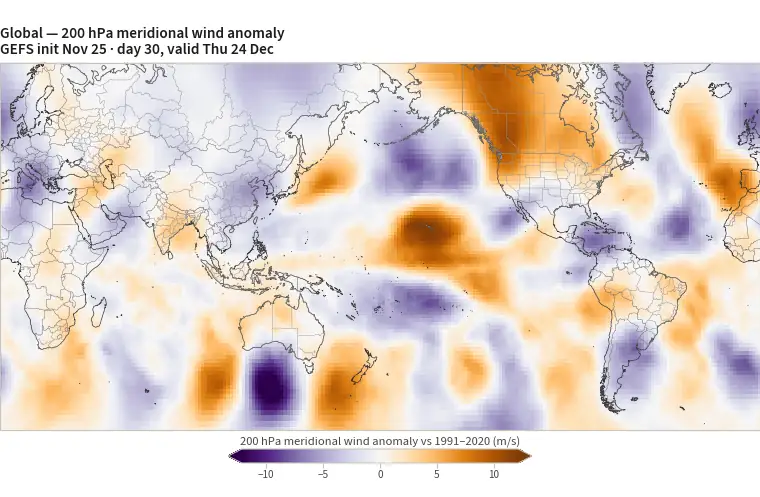 Global — 200 hPa meridional wind anomaly
GEFS init Nov 25 · day 30, valid Thu 24 Dec
200 hPa meridional wind anomaly vs 1991–2020 (m/s)
−10 −5 0 5 10